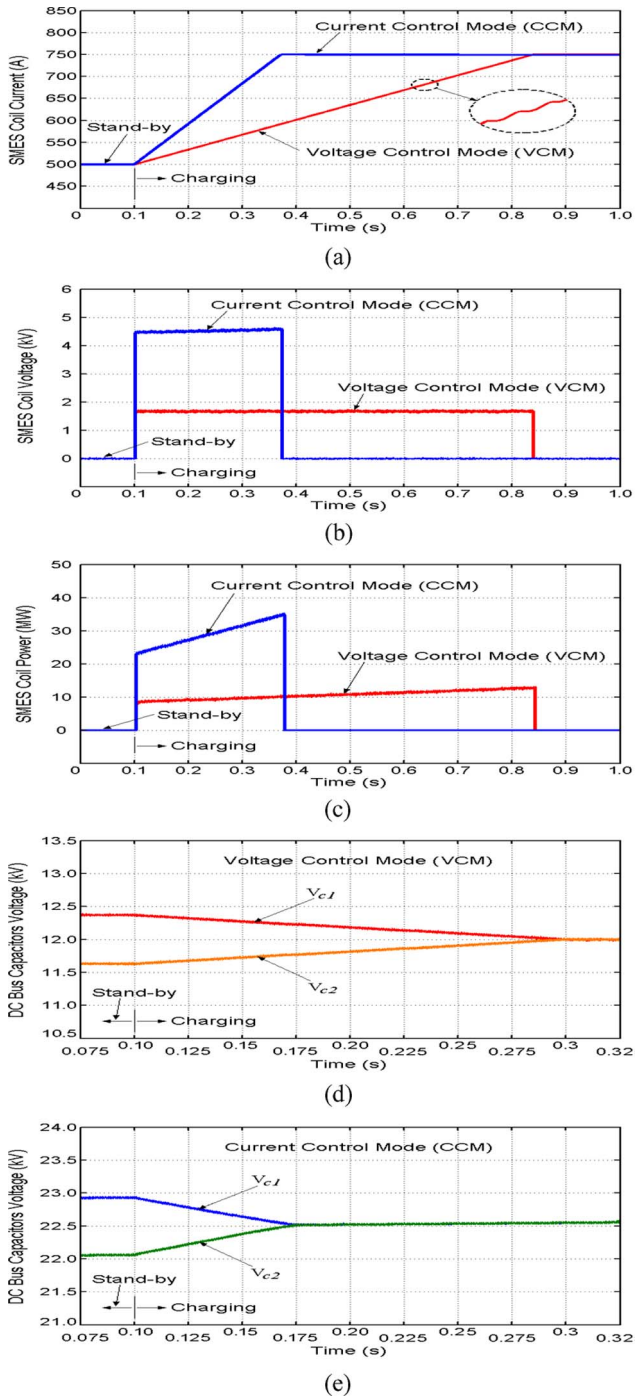 850
800
750
700
650
600
550
500
450
SMES Coil Current (A)
Current Control Mode (CCM)
Stand-by
Voltage Control Mode (VCM)
Charging
0 0.1 0.2 0.3 0.4 0.5 0.6 0.7 0.8 0.9 1.0
Time (s)
(a)
6
5
4
3
2
1
0
SMES Coil Voltage (kV)
Current Control Mode (CCM)
Voltage Control Mode (VCM)
Stand-by
Charging
0 0.1 0.2 0.3 0.4 0.5 0.6 0.7 0.8 0.9 1.0
Time (s)
(b)
50
40
30
20
10
0
SMES Coil Power (MW)
Current Control Mode (CCM)
Voltage Control Mode (VCM)
Stand-by
Charging
0 0.1 0.2 0.3 0.4 0.5 0.6 0.7 0.8 0.9 1.0
Time (s)
(c)
13.5
13.0
12.5
12.0
11.5
11.0
10.5
DC Bus Capacitors Voltage (kV)
Voltage Control Mode (VCM)
Vc1
Vc2
Stand-by
Charging
0.075 0.10 0.125 0.15 0.175 0.20 0.225 0.25 0.275 0.3 0.32
Time (s)
(d)
24.0
23.5
23.0
22.5
22.0
21.5
21.0
DC Bus Capacitors Voltage (kV)
Current Control Mode (CCM)
Vc1
Vc2
Stand-by
Charging
0.075 0.10 0.125 0.15 0.175 0.20 0.225 0.25 0.275 0.3 0.32
Time (s)
(e)